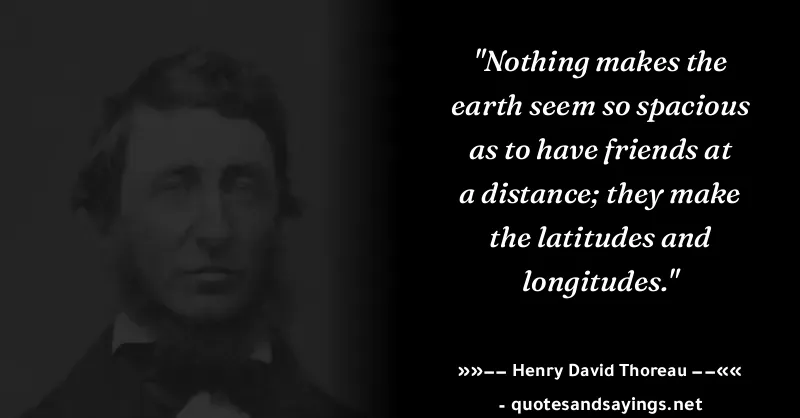 "Nothing makes the
earth seem so spacious
as to have friends at
a distance; they make
the latitudes and
longitudes."
»»−− Henry David Thoreau −−««
- quotesandsayings.net